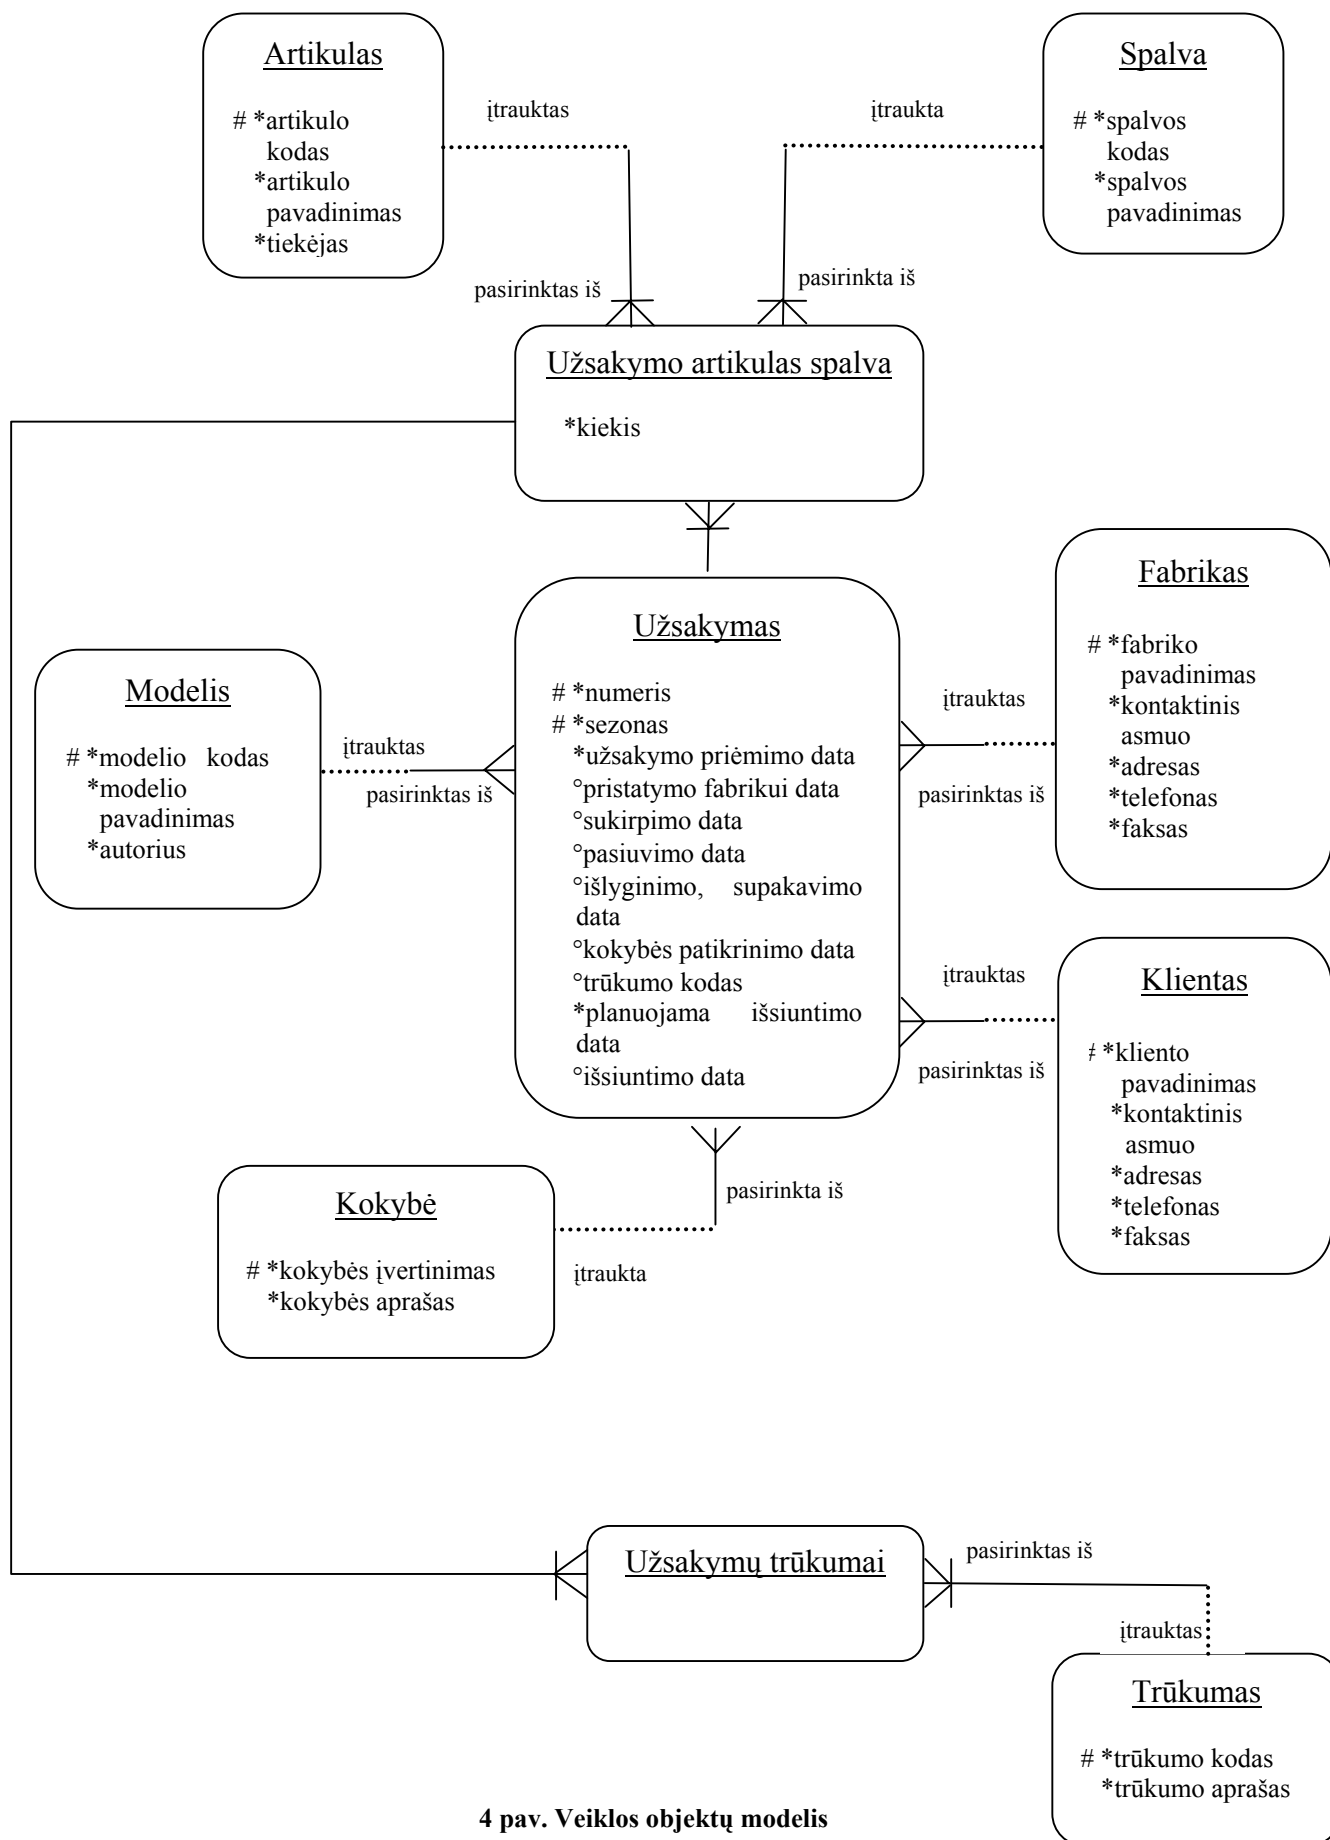 Artikulas
# *artikulo
kodas
*artikulo
pavadinimas
*tiekėjas
įtrauktas
pasirinktas iš
Spalva
# *spalvos
kodas
*spalvos
pavadinimas
įtraukta
pasirinkta iš
Užsakymo artikulas spalva
*kiekis
Užsakymas
# *numeris
# *sezonas
*užsakymo priėmimo data
°pristatymo fabrikui data
°sukirpimo data
°pasiuvimo data
°išlyginimo, supakavimo
data
°kokybės patikrinimo data
°trūkumo kodas
*planuojama išsiuntimo
data
°išsiuntimo data
Modelis
# *modelio kodas
*modelio
pavadinimas
*autorius
įtrauktas
pasirinktas iš
Fabrikas
# *fabriko
pavadinimas
*kontaktinis
asmuo
*adresas
*telefonas
*faksas
įtrauktas
pasirinktas iš
Klientas
# *kliento
pavadinimas
*kontaktinis
asmuo
*adresas
*telefonas
*faksas
įtrauktas
pasirinktas iš
Kokybė
# *kokybės įvertinimas
*kokybės aprašas
pasirinkta iš
įtraukta
Užsakymų trūkumai
pasirinktas iš
įtrauktas
Trūkumas
# *trūkumo kodas
*trūkumo aprašas
4 pav. Veiklos objektų modelis